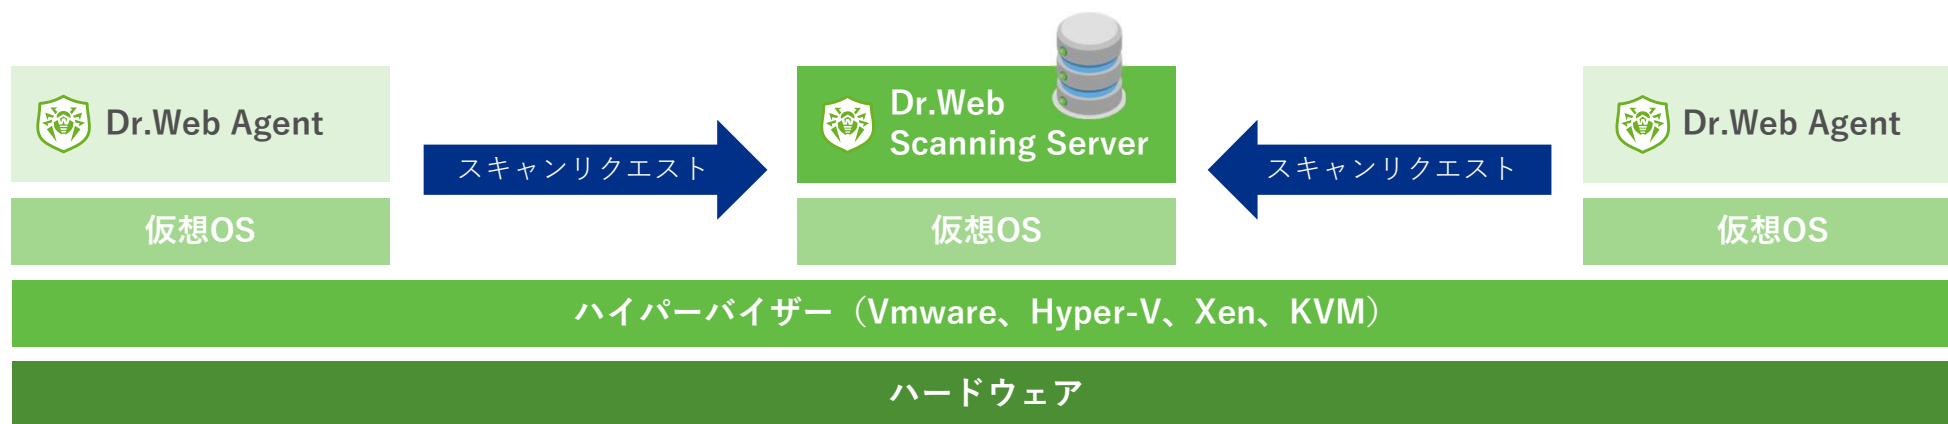 Dr.Web Agent
Dr.Web
Scanning Server
Dr.Web Agent
スキャンリクエスト
スキャンリクエスト
仮想OS
仮想OS
仮想OS
ハイパーバイザー（Vmware、Hyper-V、Xen、KVM）
ハードウェア